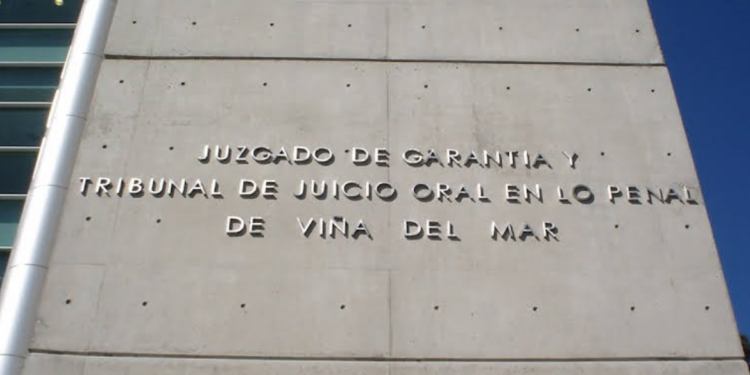 JUZGADO DE GARANTIA Y
TRIBUNAL DE JUICIO ORAL EN LO PENAL
DE VIÑA DEL MAR